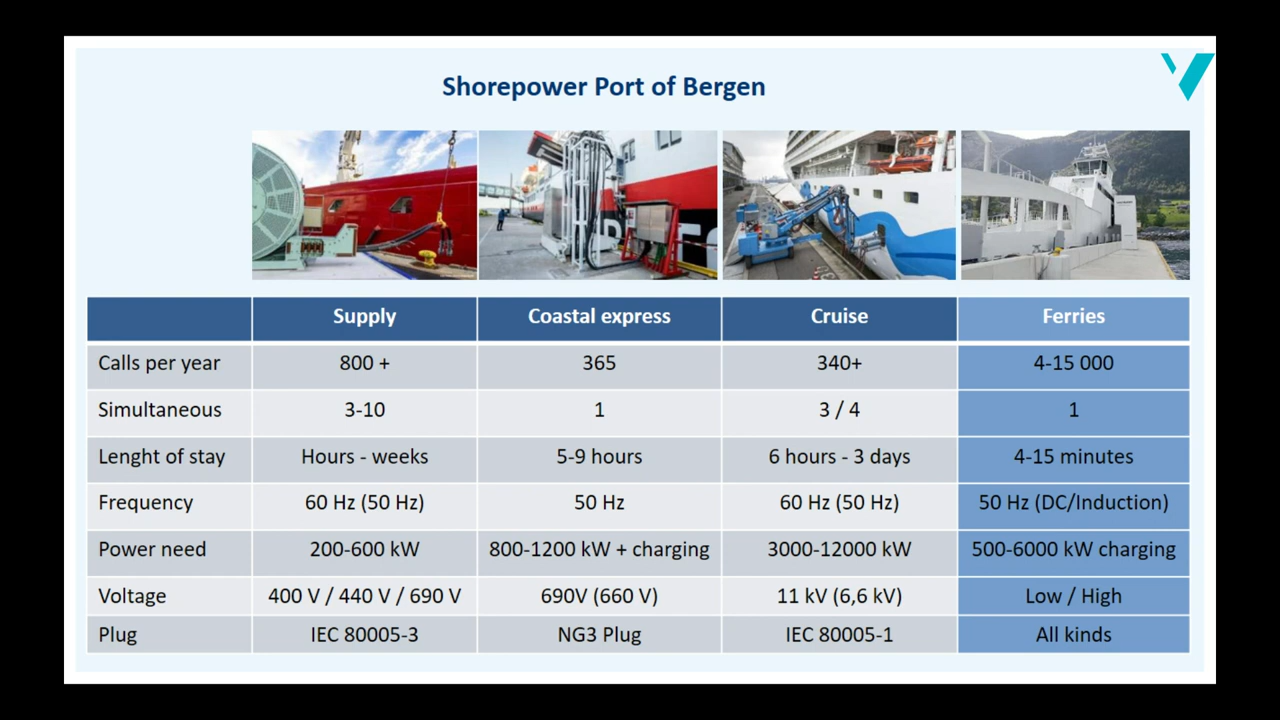 Shorepower Port of Bergen
Supply Coastal express Cruise Ferries
Calls per year 800 + 365 340+ 4-15 000
Simultaneous 3-10 1 3 / 4 1
Lenght of stay Hours - weeks 5-9 hours 6 hours - 3 days 4-15 minutes
Frequency 60 Hz (50 Hz) 50 Hz 60 Hz (50 Hz) 50 Hz (DC/Induction)
Power need 200-600 kW 800-1200 kW + charging 3000-12000 kW 500-6000 kW charging
Voltage 400 V / 440 V / 690 V 690V (660 V) 11 kV (6,6 kV) Low / High
Plug IEC 80005-3 NG3 Plug IEC 80005-1 All kinds